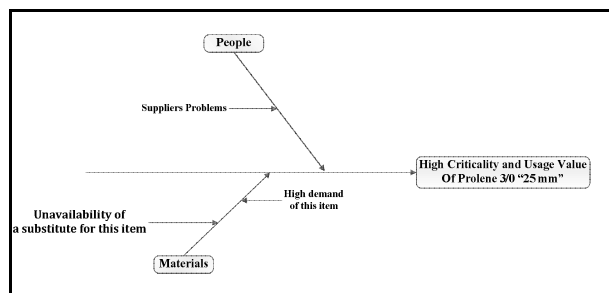 People
Suppliers Problems
High Criticality and Usage Value
Of Prolene 3/0 “25 mm”
High demand
of this item
Unavailability of
a substitute for this item
Materials